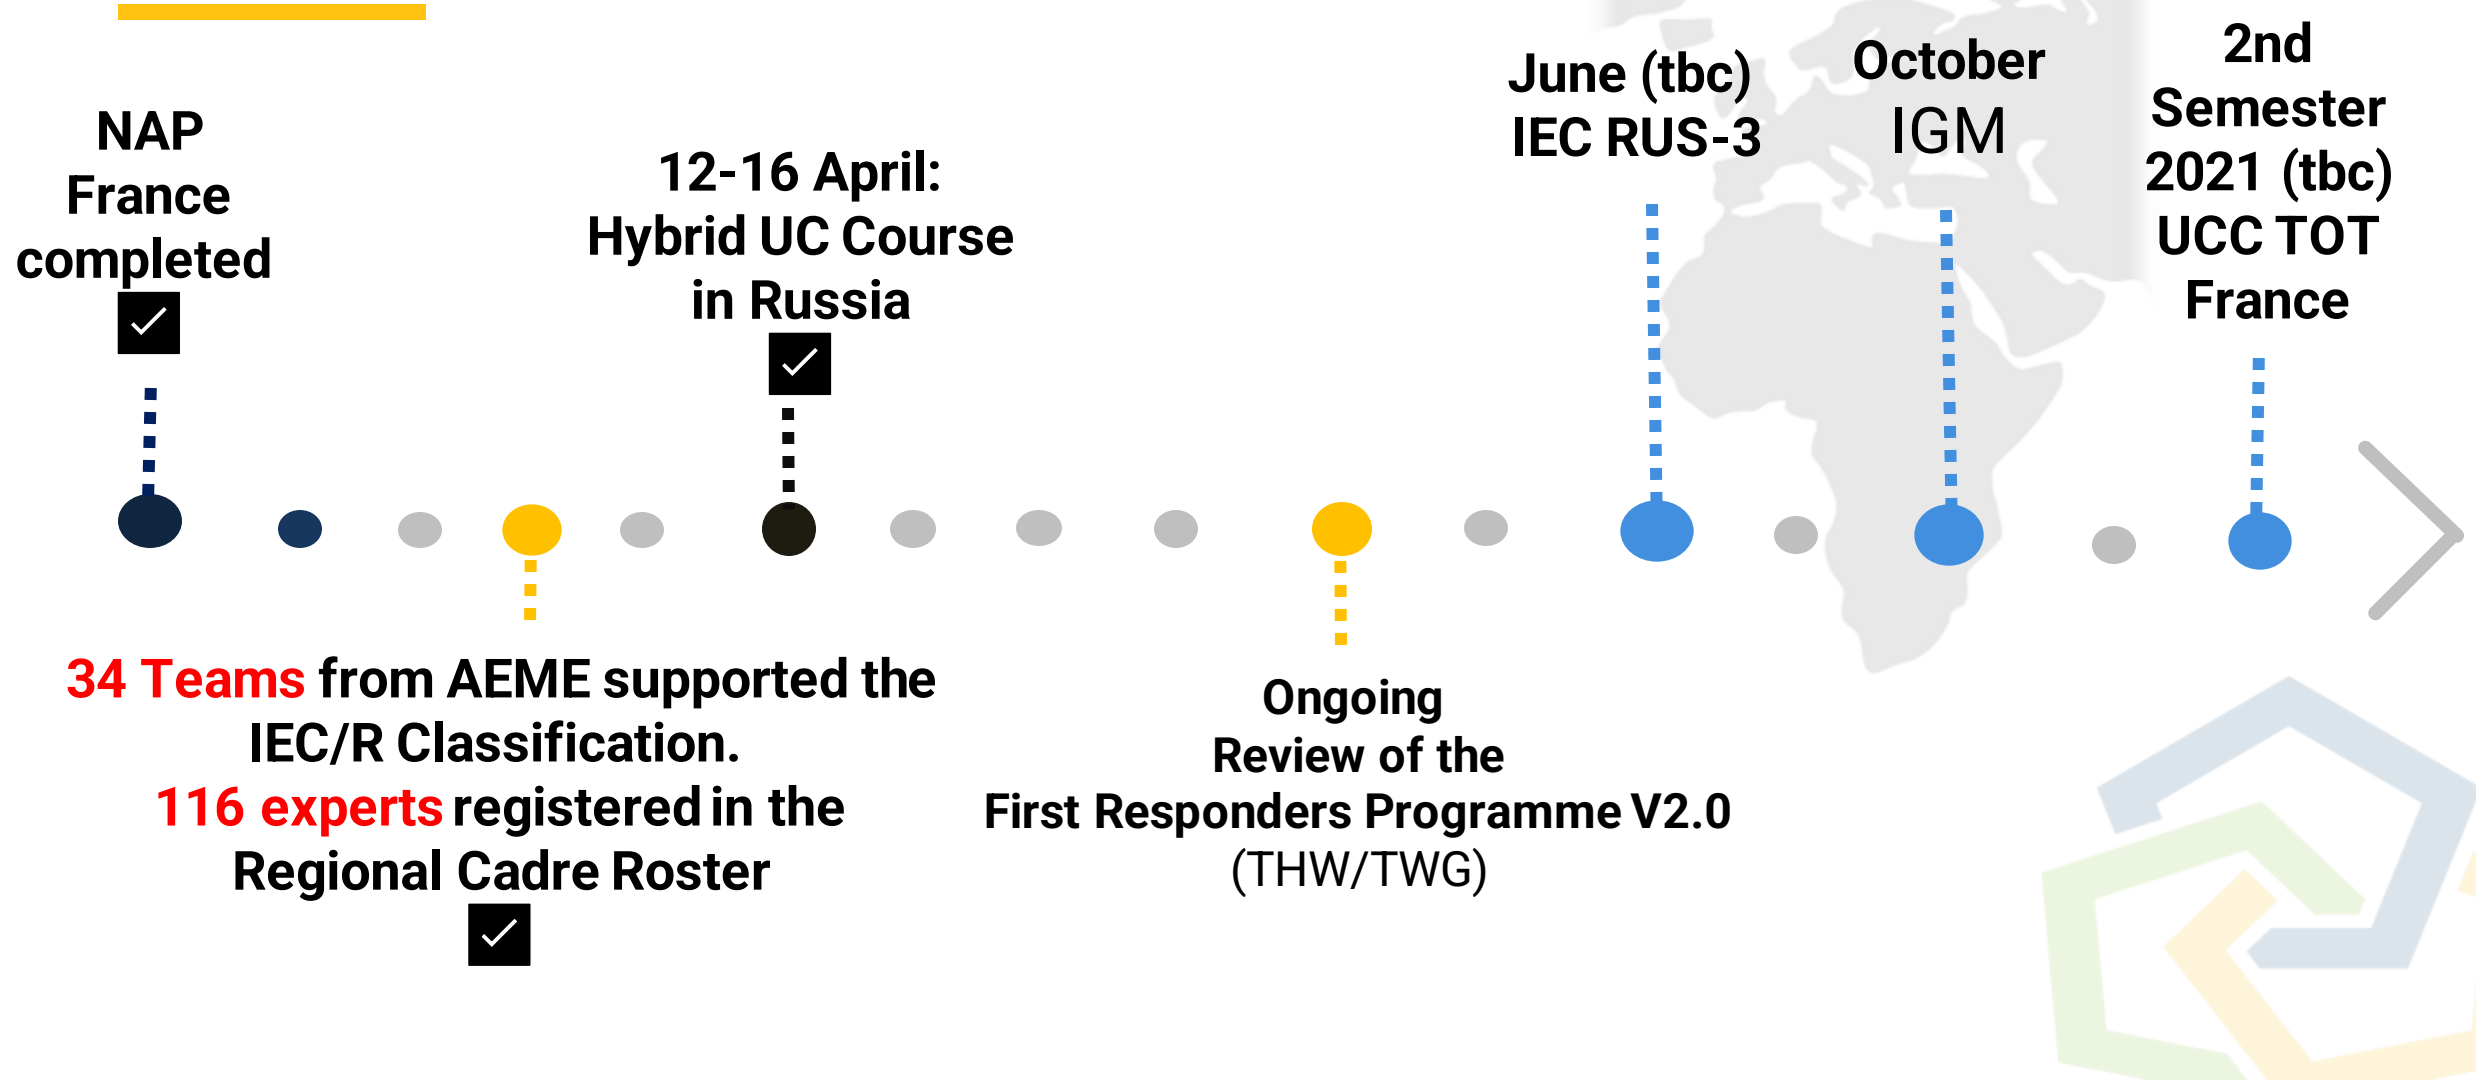 NAP
France
completed
12-16 April:
Hybrid UC Course
in Russia
June (tbc)
IEC RUS-3
October
IGM
2nd
Semester
2021 (tbc)
UCC TOT
France
34 Teams from AEME supported the
IEC/R Classification.
116 experts registered in the
Regional Cadre Roster
Ongoing
Review of the
First Responders Programme V2.0
(THW/TWG)